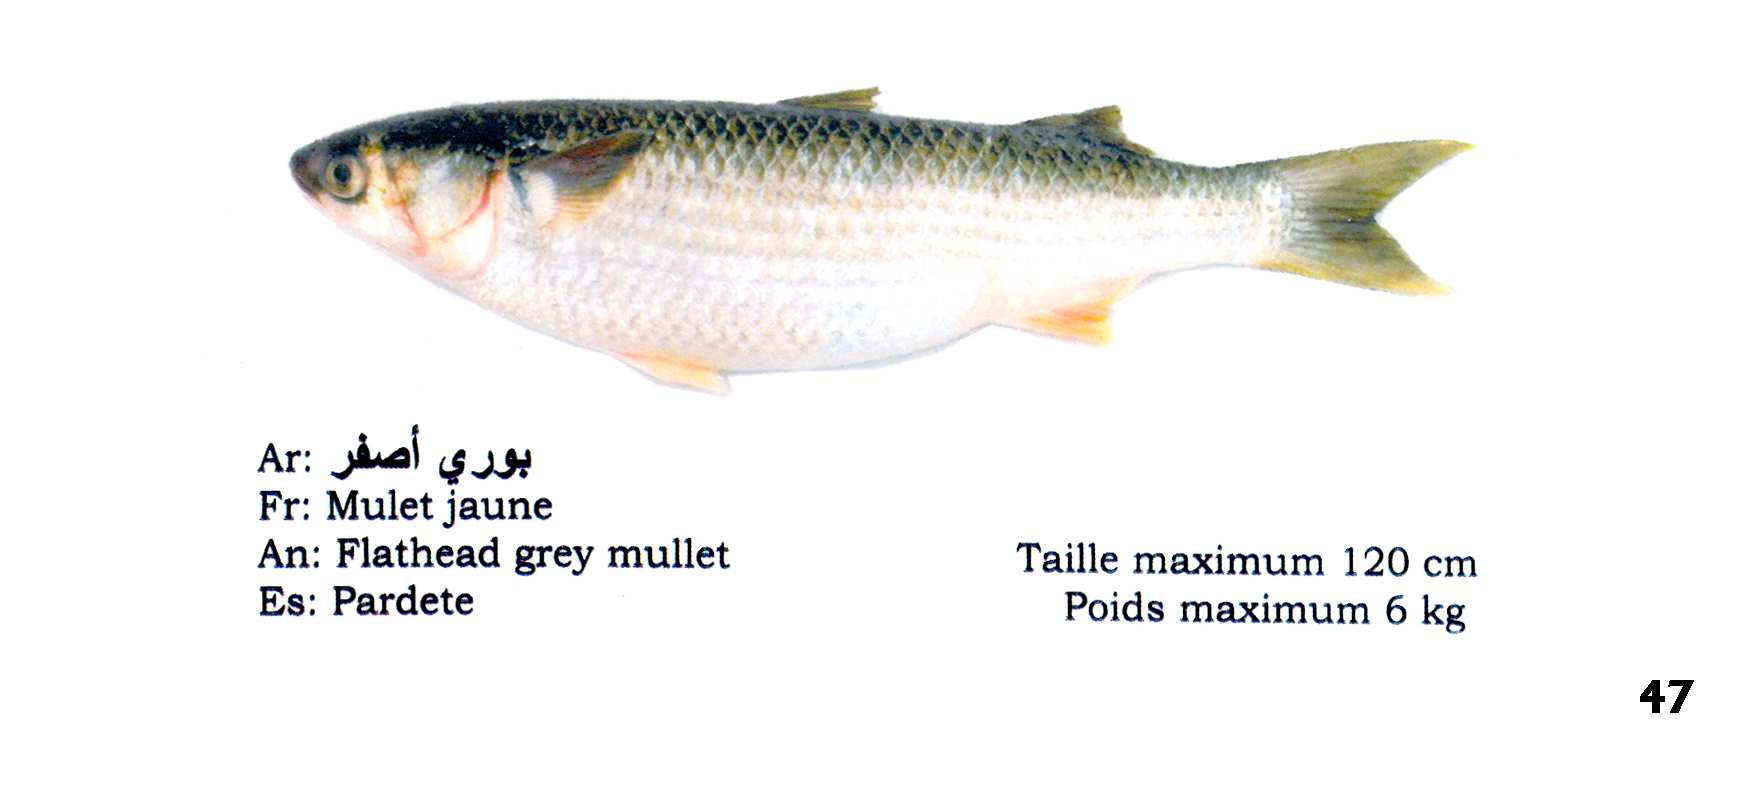 Ar: بوري أصفر
Fr: Mulet jaune
An: Flathead grey mullet
Es: Pardete
Taille maximum 120 cm
Poids maximum 6 kg
47